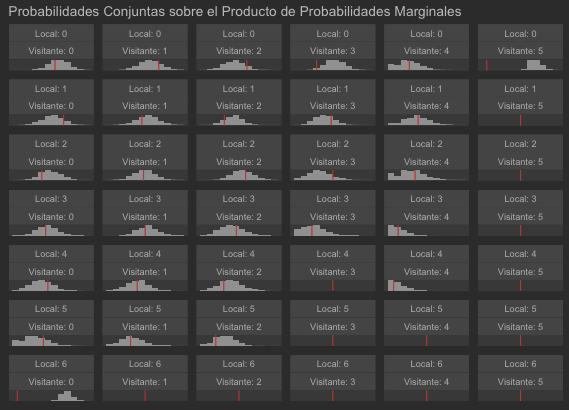 Probabilidades Conjuntas sobre el Producto de Probabilidades Marginales
Local: 0 Local: 0 Local: 0 Local: 0 Local: 0 Local: 0
Visitante: 0 Visitante: 1 Visitante: 2 Visitante: 3 Visitante: 4 Visitante: 5
Local: 1 Local: 1 Local: 1 Local: 1 Local: 1 Local: 1
Visitante: 0 Visitante: 1 Visitante: 2 Visitante: 3 Visitante: 4 Visitante: 5
Local: 2 Local: 2 Local: 2 Local: 2 Local: 2 Local: 2
Visitante: 0 Visitante: 1 Visitante: 2 Visitante: 3 Visitante: 4 Visitante: 5
Local: 3 Local: 3 Local: 3 Local: 3 Local: 3 Local: 3
Visitante: 0 Visitante: 1 Visitante: 2 Visitante: 3 Visitante: 4 Visitante: 5
Local: 4 Local: 4 Local: 4 Local: 4 Local: 4 Local: 4
Visitante: 0 Visitante: 1 Visitante: 2 Visitante: 3 Visitante: 4 Visitante: 5
Local: 5 Local: 5 Local: 5 Local: 5 Local: 5 Local: 5
Visitante: 0 Visitante: 1 Visitante: 2 Visitante: 3 Visitante: 4 Visitante: 5
Local: 6 Local: 6 Local: 6 Local: 6 Local: 6 Local: 6
Visitante: 0 Visitante: 1 Visitante: 2 Visitante: 3 Visitante: 4 Visitante: 5